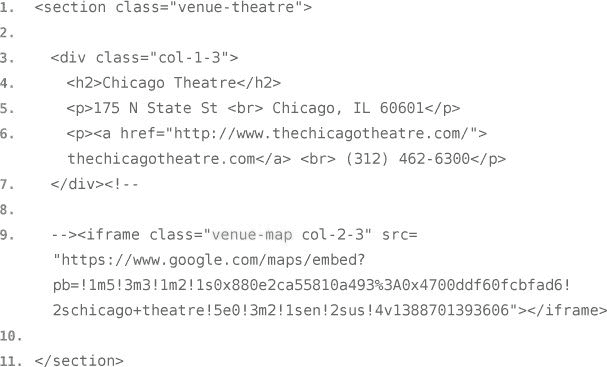 1. <section class="venue-theatre">
2.
3. <div class="col-1-3">
4. <h2>Chicago Theatre</h2>
5. <p>175 N State St <br> Chicago, IL 60601</p>
6. <p><a href="http://www.thechicagotheatre.com/">
thechicagotheatre.com</a> <br> (312) 462-6300</p>
7. </div><!--
8.
9. --><iframe class="venue-map col-2-3" src=
"https://www.google.com/maps/embed?
pb=!1m5!3m3!1m2!1s0x880e2ca55810a493%3A0x4700ddf60fcbfad6!
2schicago+theatre!5e0!3m2!1sen!2sus!4v1388701393606"></iframe>
10.
11. </section>